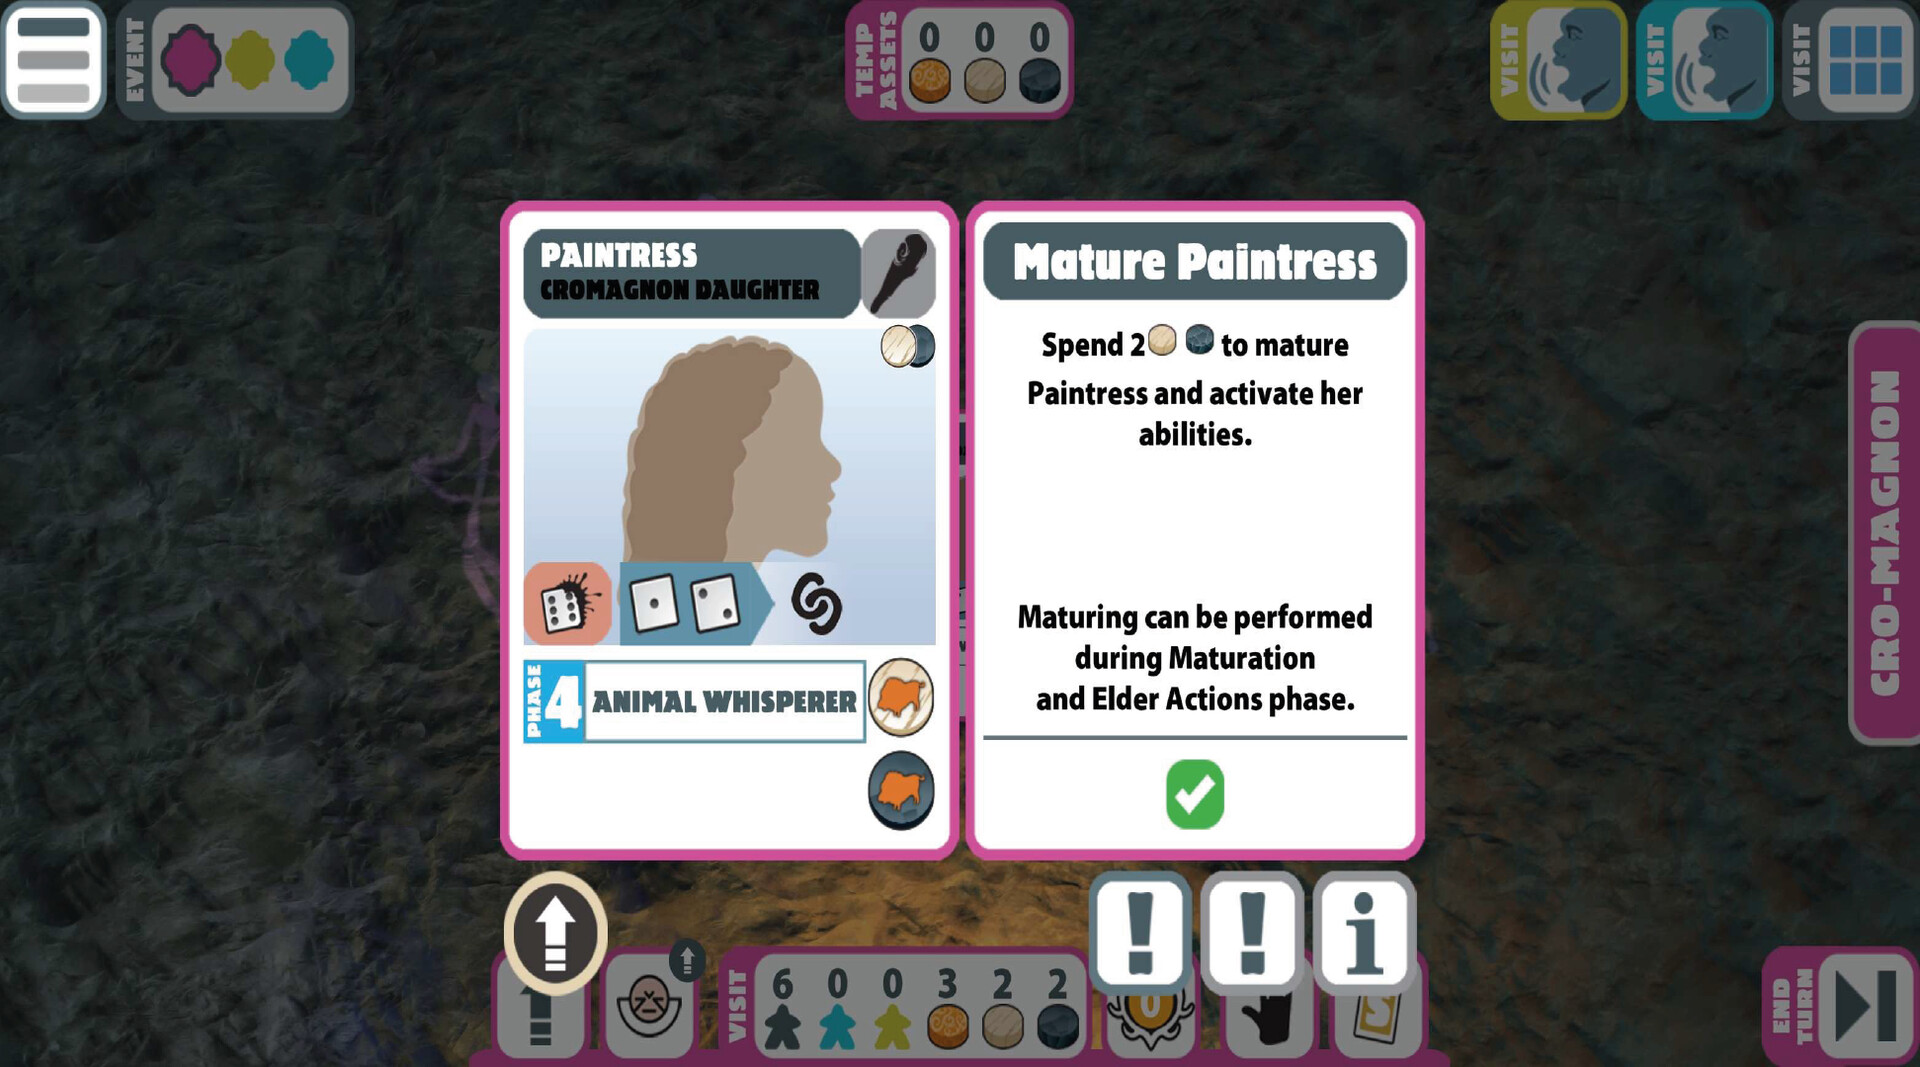 EVENT
TEMP ASSETS
0 0 0
VISIT
VISIT
VISIT
PAINTRESS
CROMAGNON DAUGHTER
PHASE 4 ANIMAL WHISPERER
Mature Paintress
Spend 2 to mature
Paintress and activate her
abilities.
Maturing can be performed
during Maturation
and Elder Actions phase.
CRO-MAGNON
! ! i
VISIT
6 0 0 3 2 2
0
END TURN